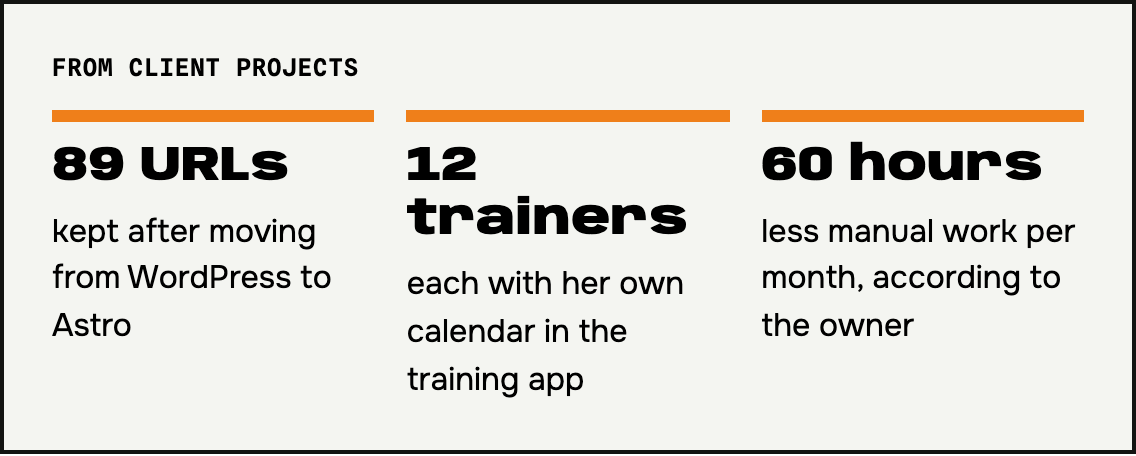 FROM CLIENT PROJECTS
89 URLs
kept after moving
from WordPress to
Astro
12
trainers
each with her own
calendar in the
training app
60 hours
less manual work per
month, according to
the owner